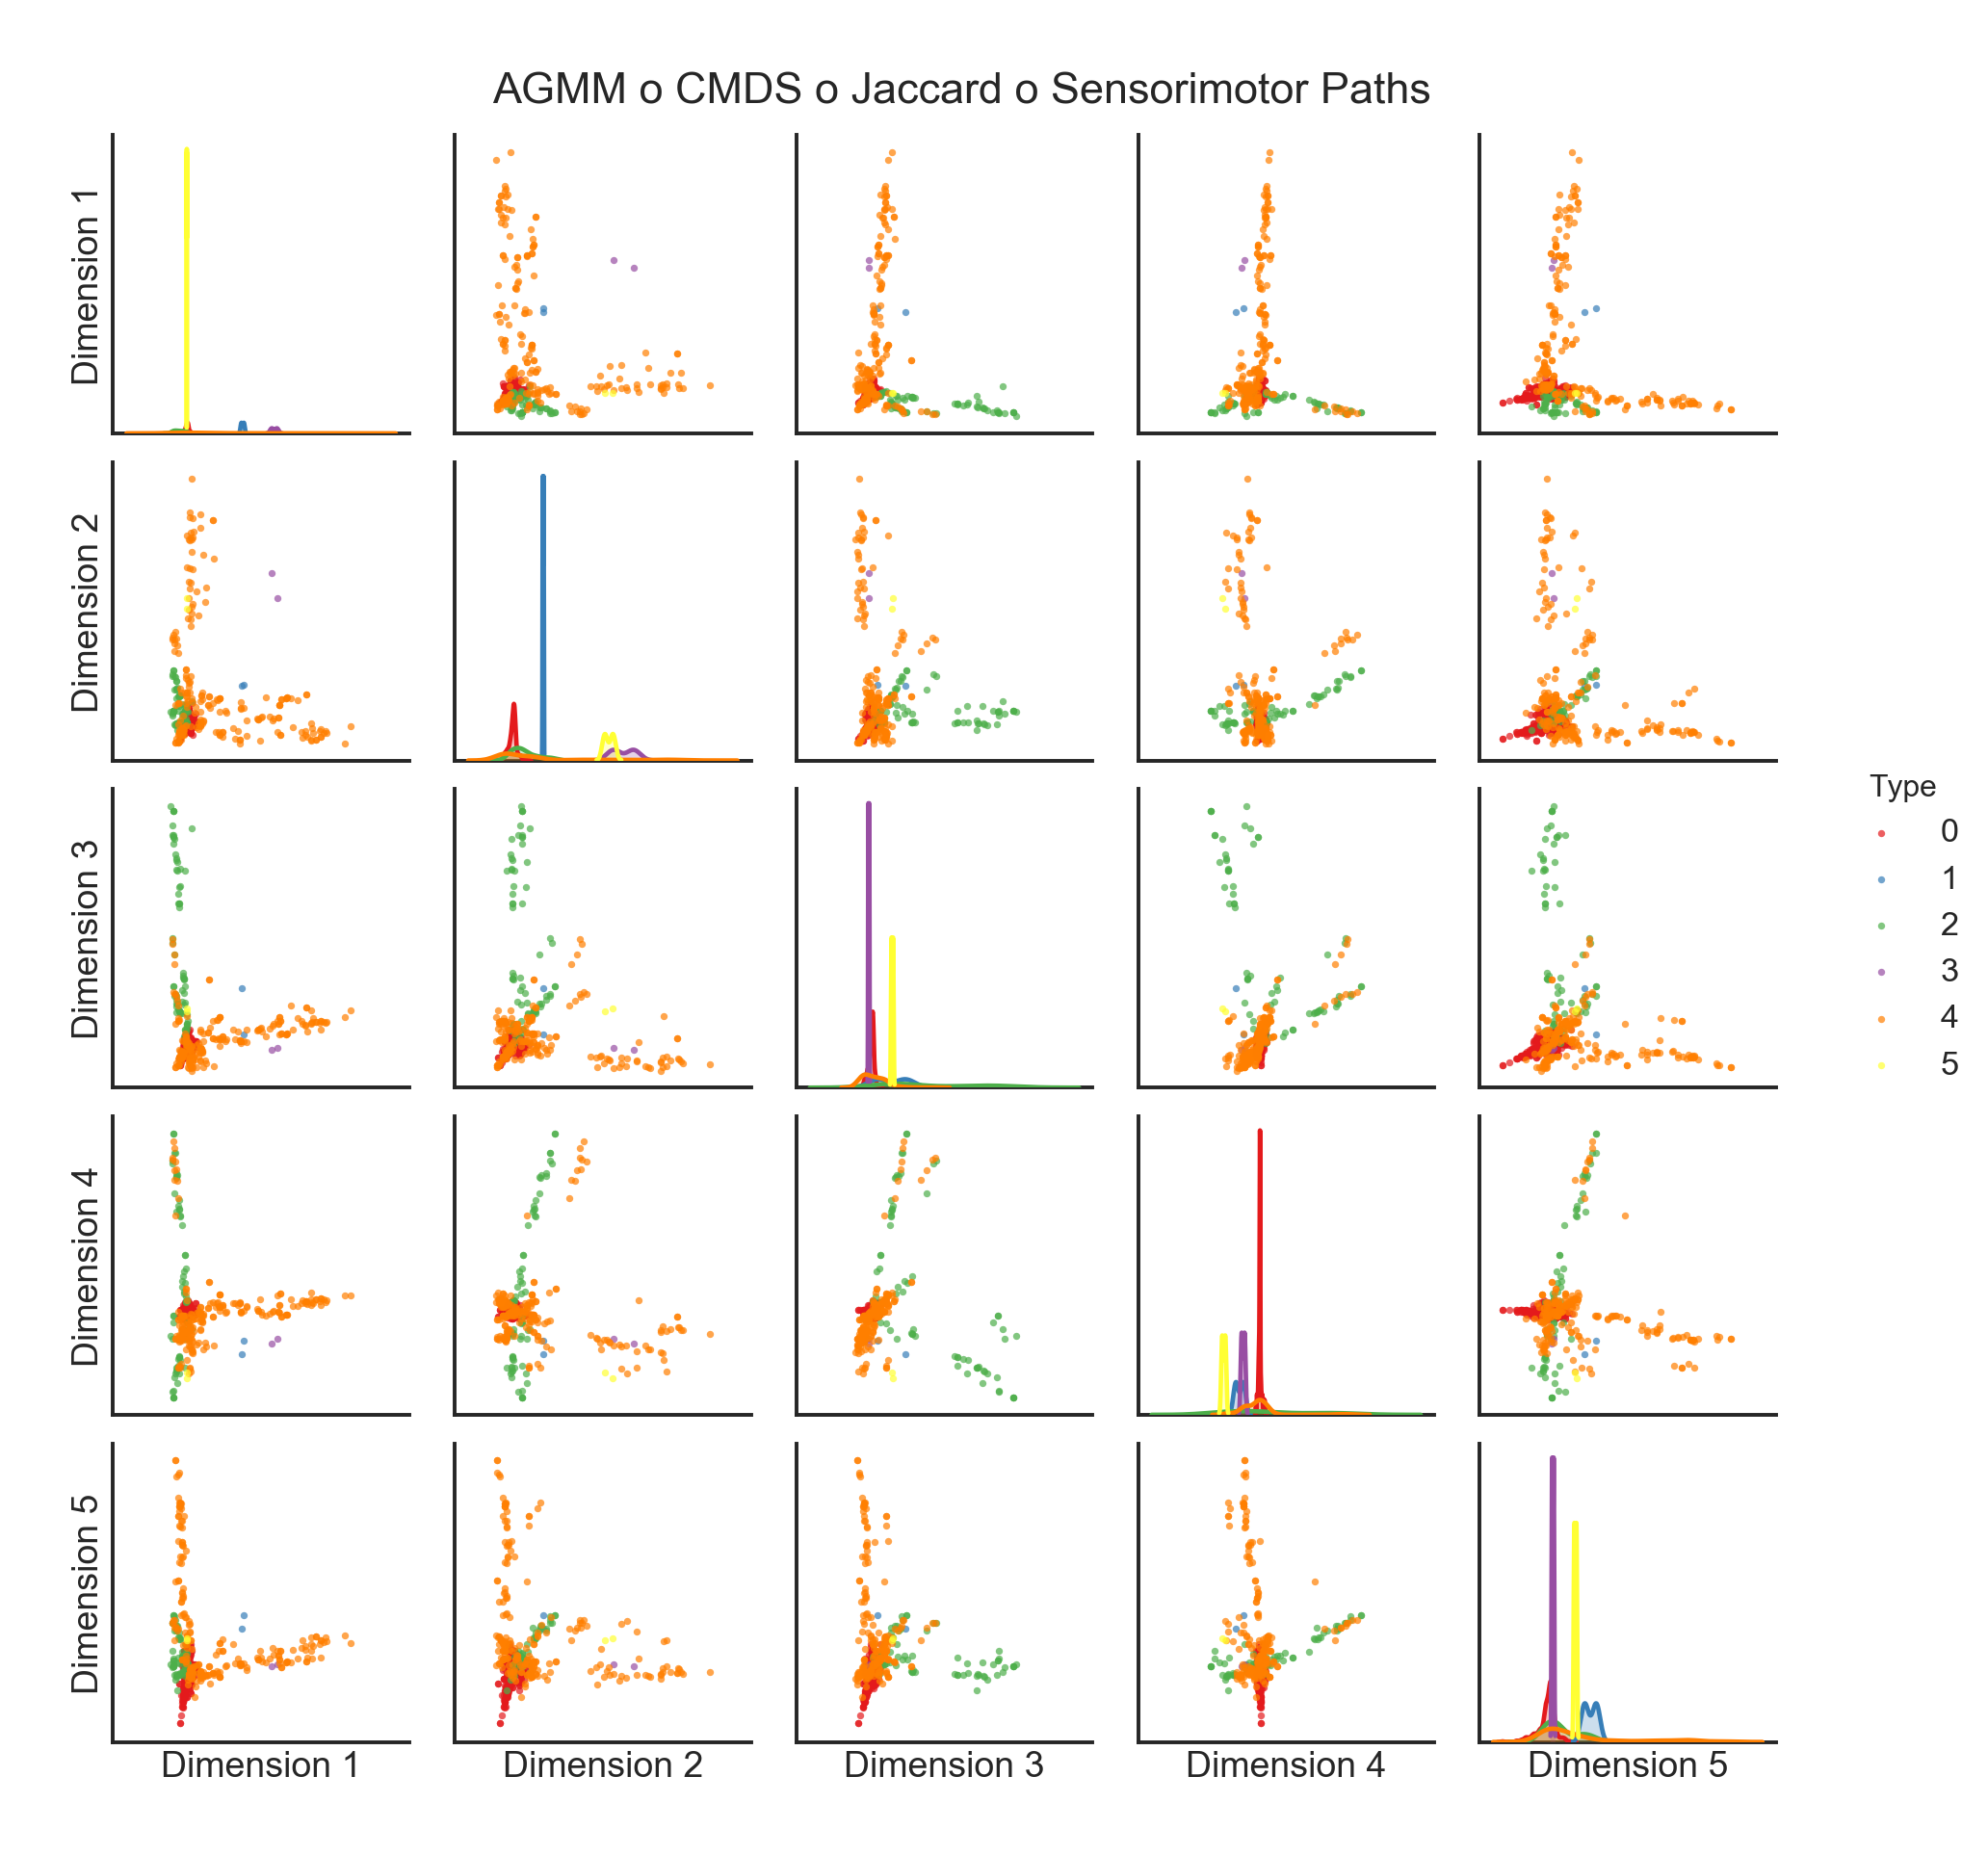 AGMM o CMDS o Jaccard o Sensorimotor Paths
Dimension 1
Dimension 2
Dimension 3
Dimension 4
Dimension 5
Type
0
1
2
3
4
5
Dimension 1
Dimension 2
Dimension 3
Dimension 4
Dimension 5